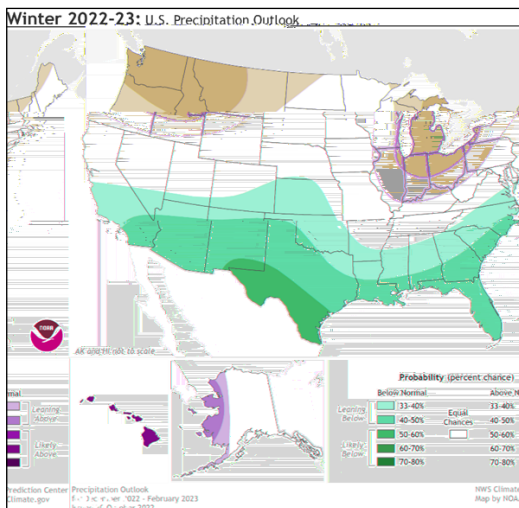 Winter 2022-23: U.S. Precipitation Outlook
NOAA
AK and HI not to scale
Probability (percent chance)
Below Normal
Above N
Leaning
Below
Likely
Below
33-40%
40-50%
50-60%
60-70%
70-80%
Equal
Chances
33-40%
40-50%
50-60%
60-70%
70-80%
mal
Leaning
Above
Likely
Above
Prediction Center
Climate.gov
Precipitation Outlook
2022 - February 2023
2022
NWS Climate
Map by NOA